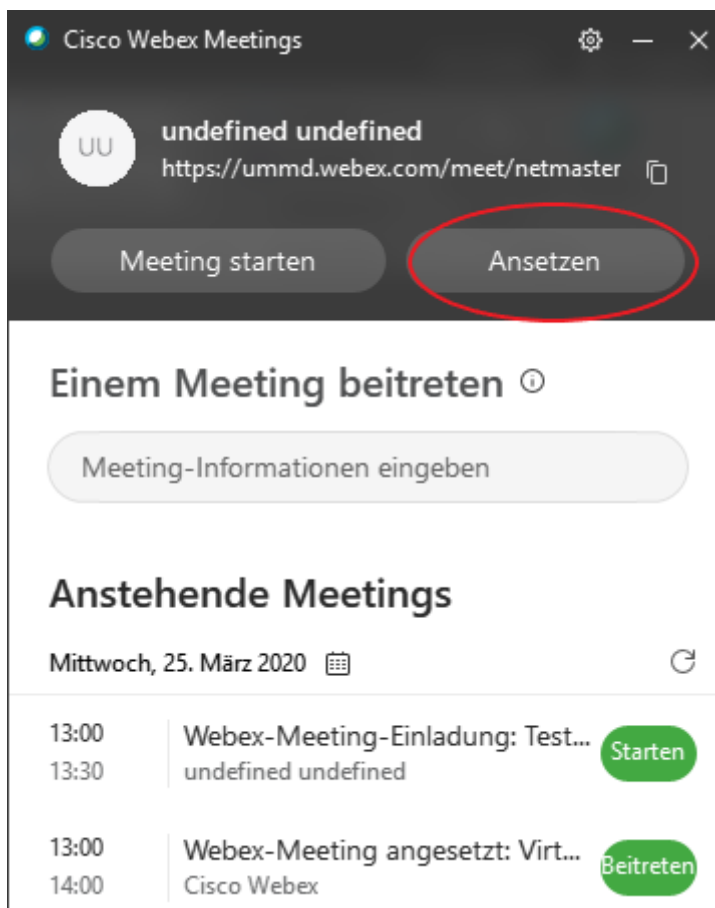 Cisco Webex Meetings
UU
undefined undefined
https://ummd.webex.com/meet/netmaster
Meeting starten
Ansetzen
Einem Meeting beitreten
Meeting-Informationen eingeben
Anstehende Meetings
Mittwoch, 25. März 2020
13:00 Webex-Meeting-Einladung: Test... Starten
13:30 undefined undefined
13:00 Webex-Meeting angesetzt: Virt... Beitreten
14:00 Cisco Webex